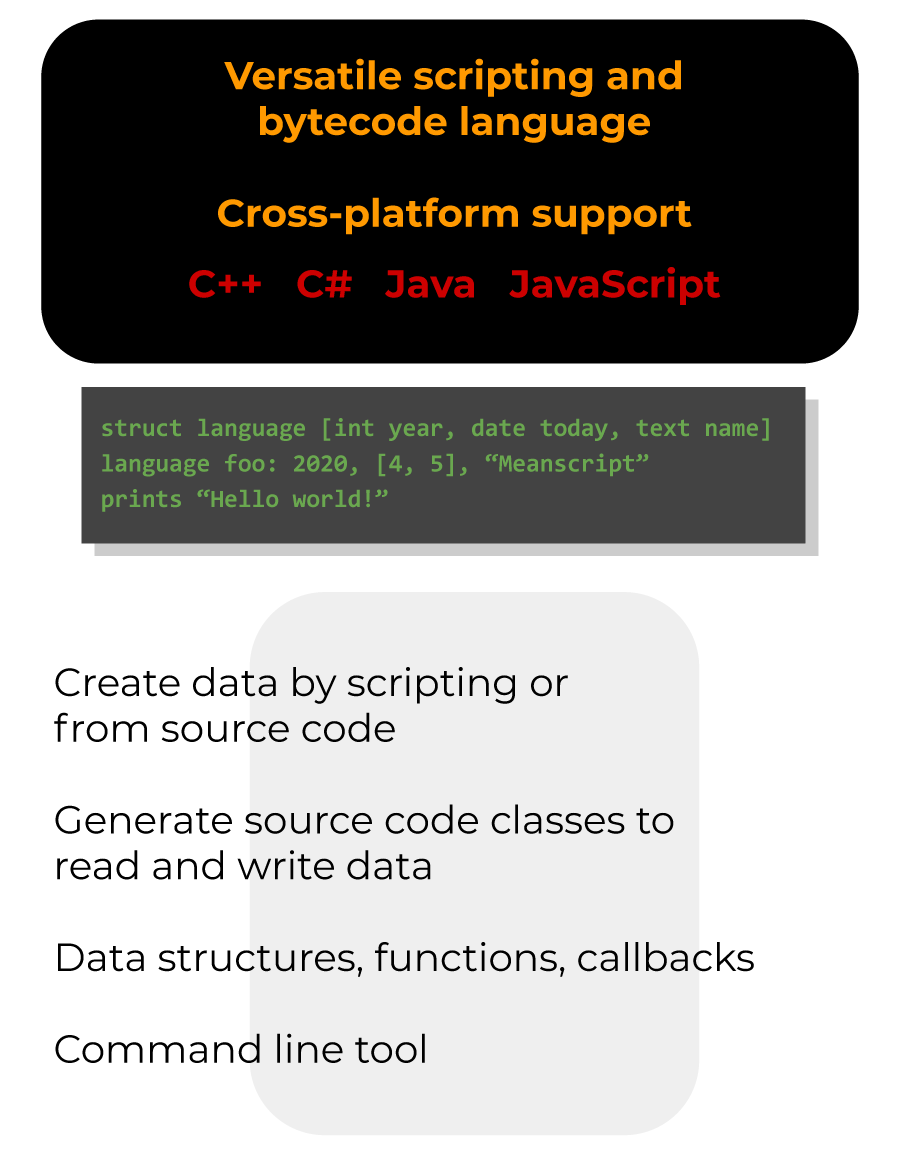 Versatile scripting and
bytecode language
Cross-platform support
C++ C# Java JavaScript
struct language [int year, date today, text name]
language foo: 2020, [4, 5], “Meanscript”
prints “Hello world!”
Create data by scripting or
from source code
Generate source code classes to
read and write data
Data structures, functions, callbacks
Command line tool